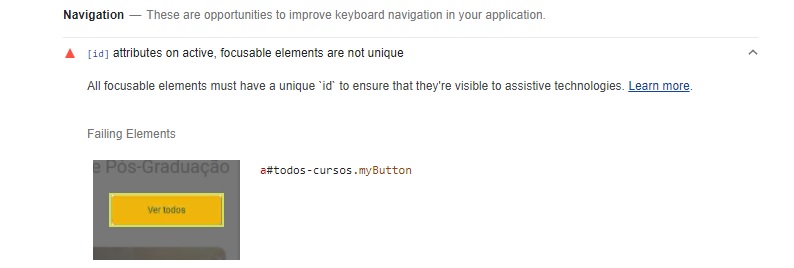 Navigation — These are opportunities to improve keyboard navigation in your application.
[id] attributes on active, focusable elements are not unique
All focusable elements must have a unique `id` to ensure that they're visible to assistive technologies. Learn more.
Failing Elements
e Pós-Graduação
a#todos-cursos.myButton
Ver todos